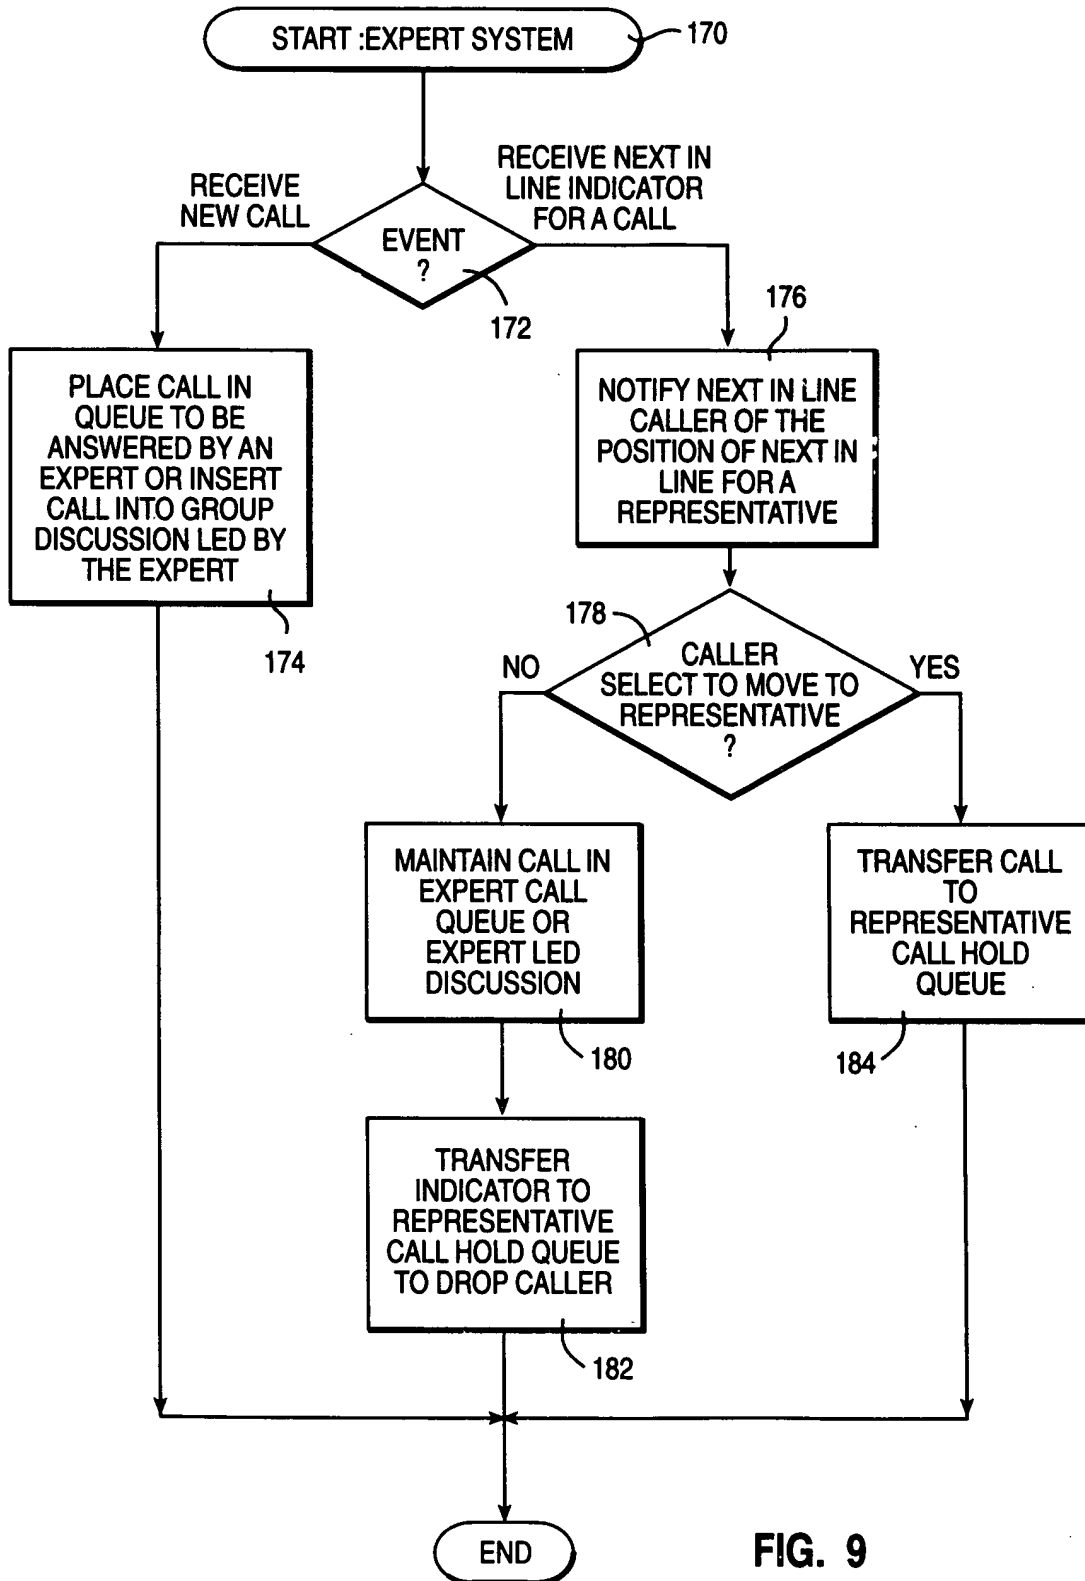 START :EXPERT SYSTEM
170
RECEIVE
NEW CALL
RECEIVE NEXT IN
LINE INDICATOR
FOR A CALL
EVENT
?
172
176
PLACE CALL IN
QUEUE TO BE
ANSWERED BY AN
EXPERT OR INSERT
CALL INTO GROUP
DISCUSSION LED BY
THE EXPERT
174
NOTIFY NEXT IN LINE
CALLER OF THE
POSITION OF NEXT IN
LINE FOR A
REPRESENTATIVE
178
NO
CALLER
SELECT TO MOVE TO
REPRESENTATIVE
?
YES
MAINTAIN CALL IN
EXPERT CALL
QUEUE OR
EXPERT LED
DISCUSSION
180
TRANSFER CALL
TO
REPRESENTATIVE
CALL HOLD
QUEUE
184
TRANSFER
INDICATOR TO
REPRESENTATIVE
CALL HOLD QUEUE
TO DROP CALLER
182
END
FIG. 9